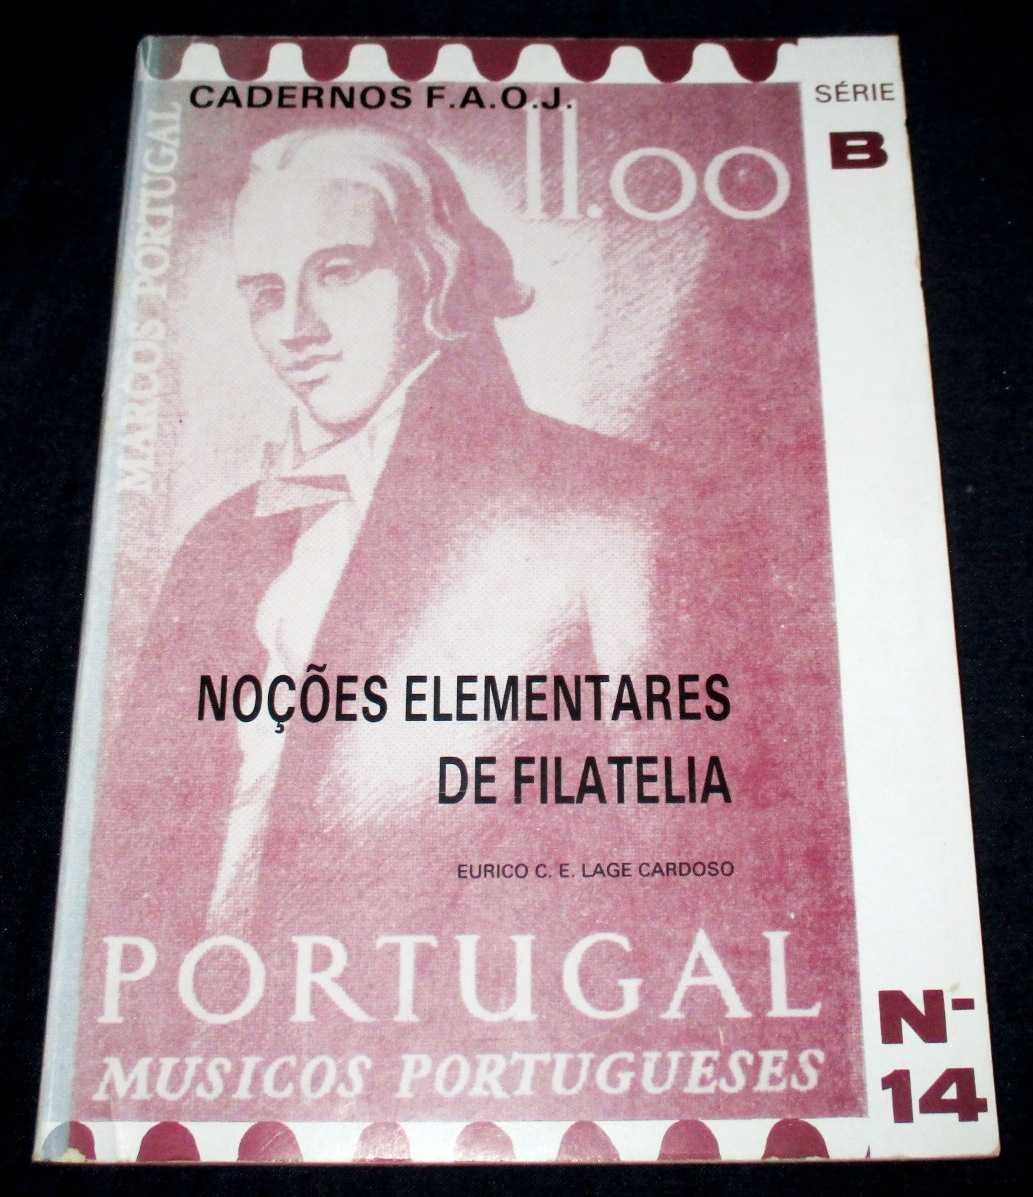 CADERNOS F.A.O.J.
SÉRIE
B
11.00
MARCOS PORTUGAL
NOÇÕES ELEMENTARES
DE FILATELIA
EURICO C. E. LAGE CARDOSO
PORTUGAL
MUSICOS PORTUGUESES
N-
14